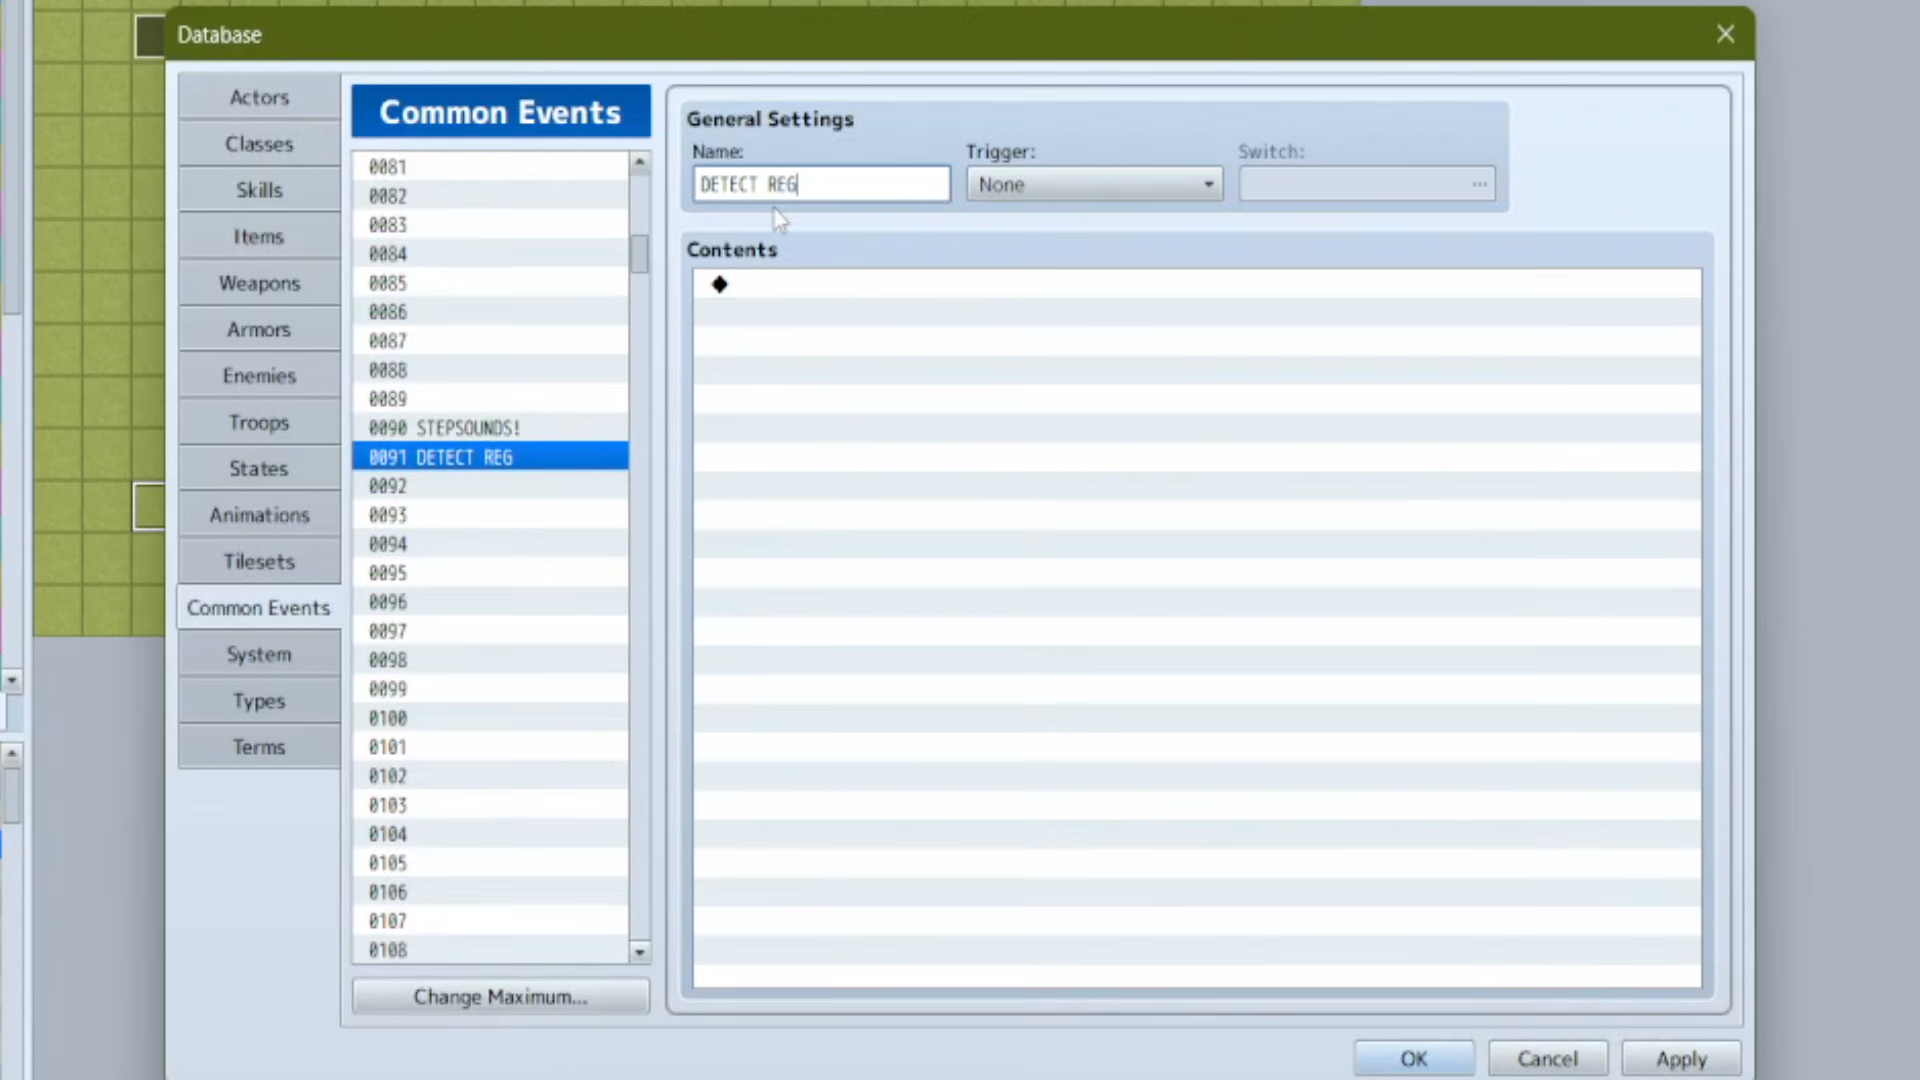 Database
Actors
Classes
Skills
Items
Weapons
Armors
Enemies
Troops
States
Animations
Tilesets
Common Events
System
Types
Terms
Common Events
0081
0082
0083
0084
0085
0086
0087
0088
0089
0090 STEPSOUNDS!
0091 DETECT REG
0092
0093
0094
0095
0096
0097
0098
0099
0100
0101
0102
0103
0104
0105
0106
0107
0108
Change Maximum...
General Settings
Name: Trigger: Switch:
DETECT REG None ...
Contents
OK Cancel Apply